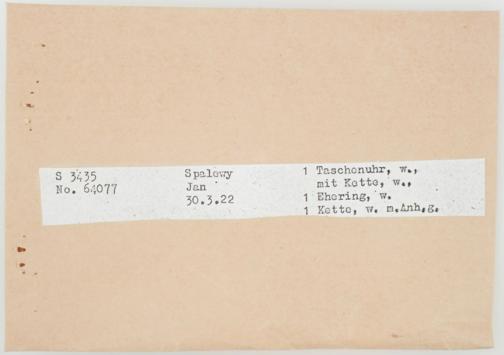 S 3435 Spalewy 1 Taschenuhr, w.,
No. 64077 Jan mit Kette, w.,
30.3.22 1 Ehering, w.
1 Kette, w. m.Anh.g.